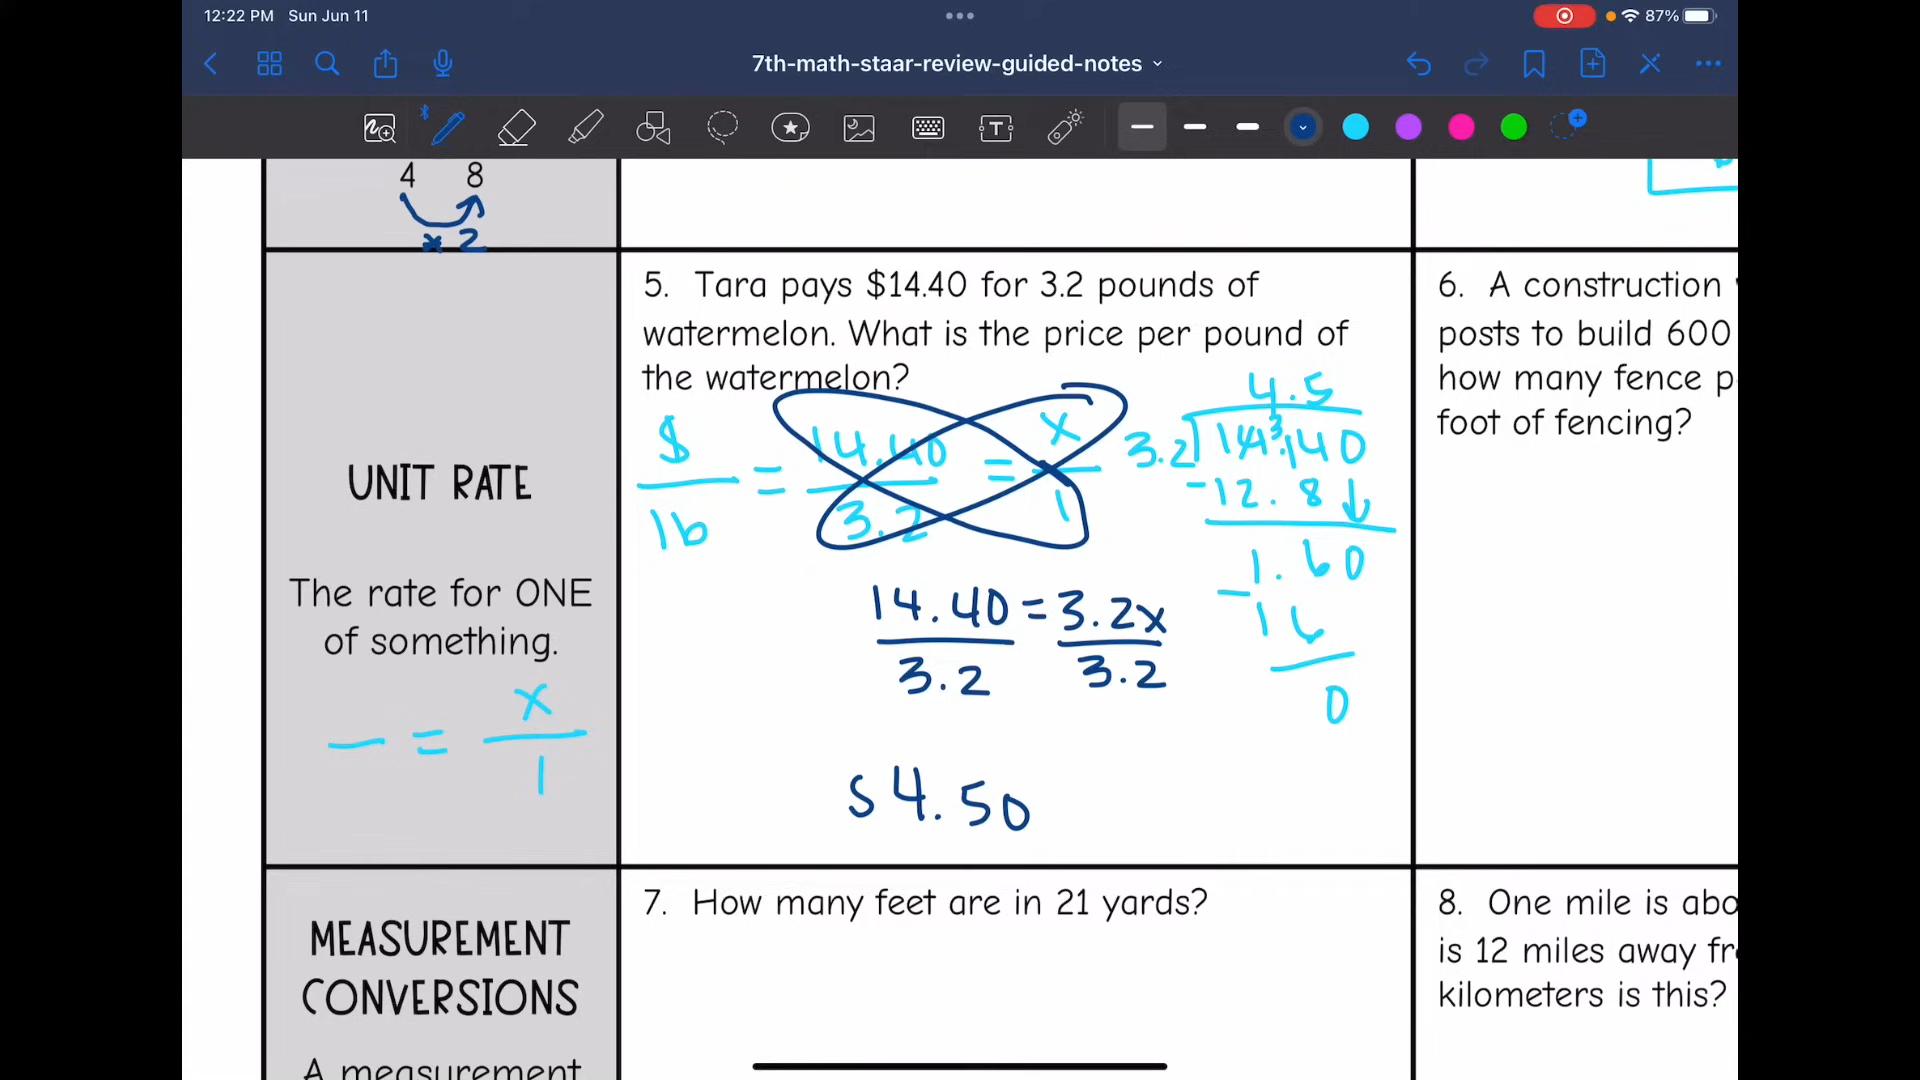 12:22 PM Sun Jun 11
87%
7th-math-staar-review-guided-notes
4 8
* 2
UNIT RATE
The rate for ONE
of something.
— = x
1
5. Tara pays $14.40 for 3.2 pounds of
watermelon. What is the price per pound of
the watermelon?
$ = 14.40 = x
lb 3.2 1
14.40 = 3.2x
3.2 3.2
$4.50
4.5
3.2 14.40
-12.8
1.60
- 16
0
6. A construction
posts to build 600
how many fence p
foot of fencing?
MEASUREMENT
CONVERSIONS
A measurement
7. How many feet are in 21 yards?
8. One mile is abo
is 12 miles away fr
kilometers is this?